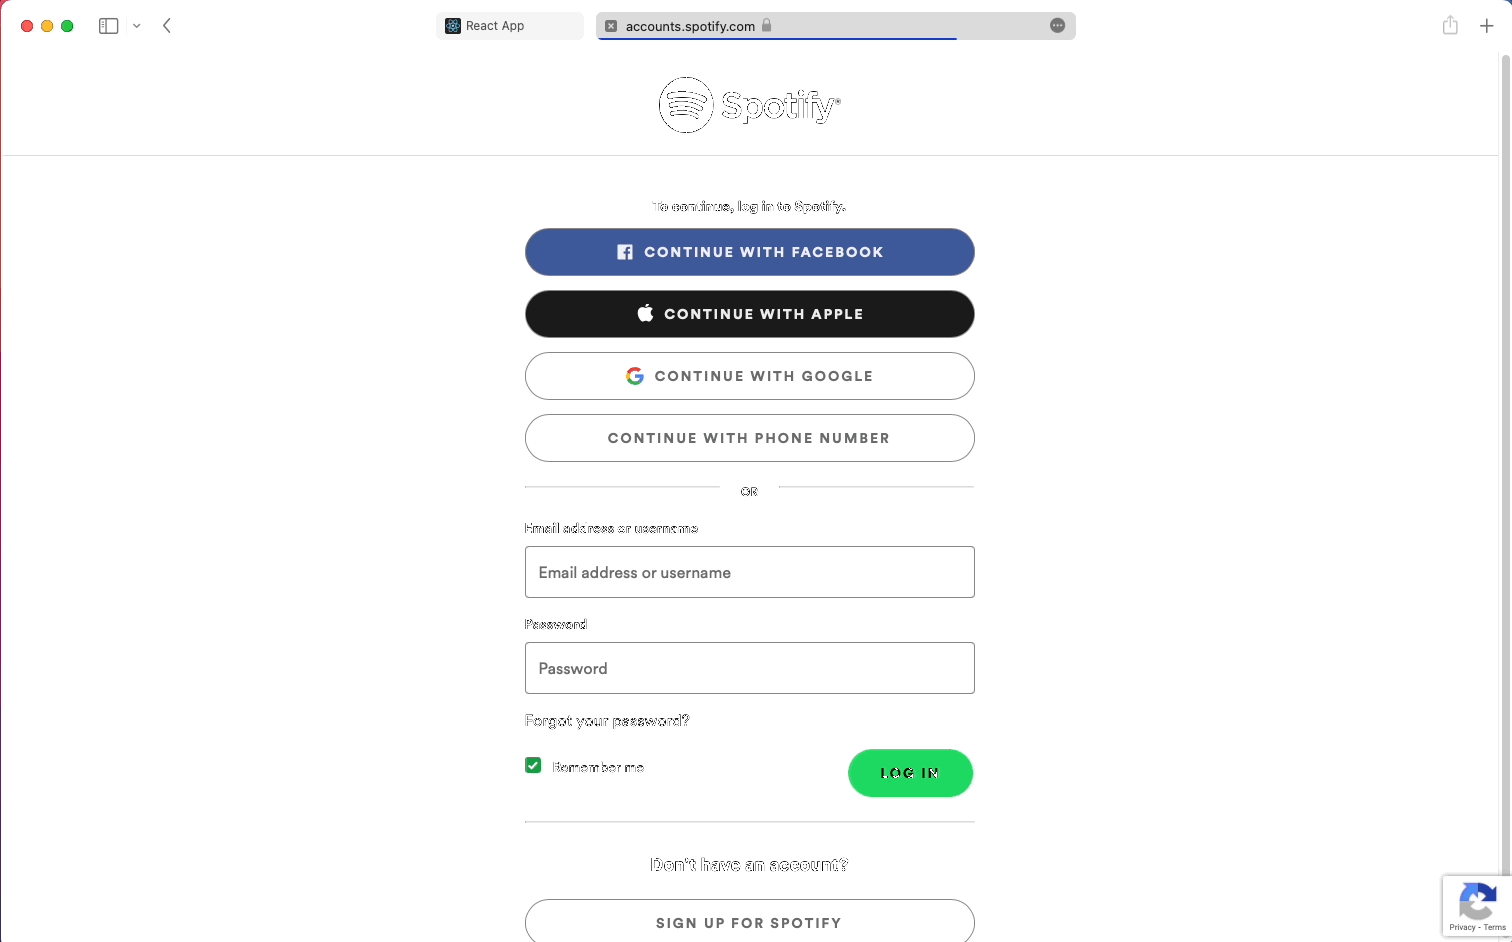 React App
accounts.spotify.com
Spotify®
To continue, log in to Spotify.
CONTINUE WITH FACEBOOK
CONTINUE WITH APPLE
CONTINUE WITH GOOGLE
CONTINUE WITH PHONE NUMBER
OR
Email address or username
Email address or username
Password
Password
Forgot your password?
Remember me
LOG IN
Don't have an account?
SIGN UP FOR SPOTIFY
Privacy - Terms